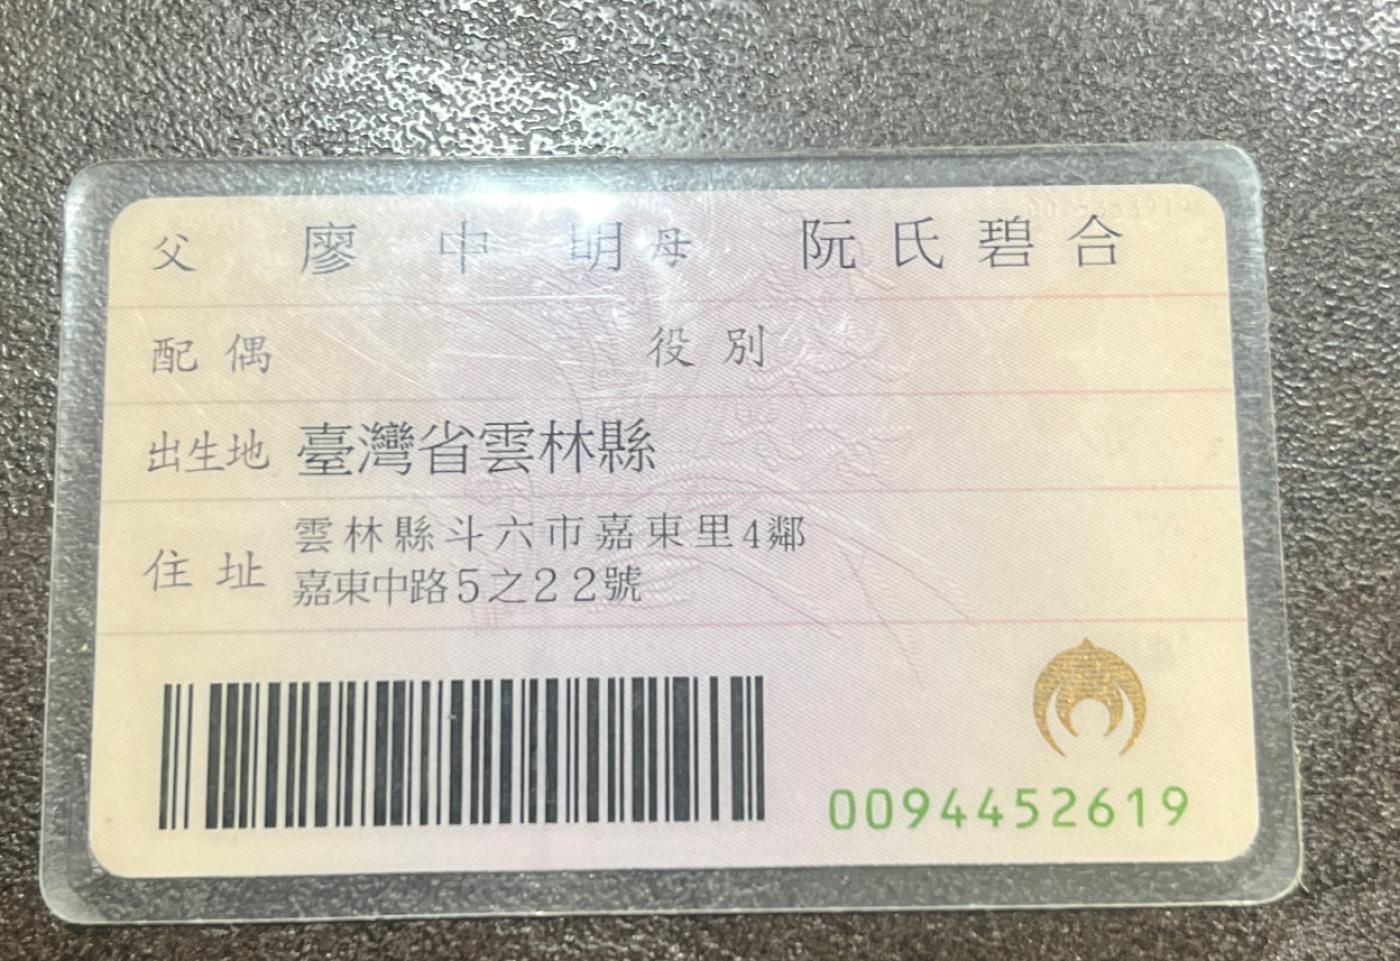 父 廖中明 母 阮氏碧合
配偶 役別
出生地 臺灣省雲林縣
住址 雲林縣斗六市嘉東里4鄰
嘉東中路5之22號
0094452619